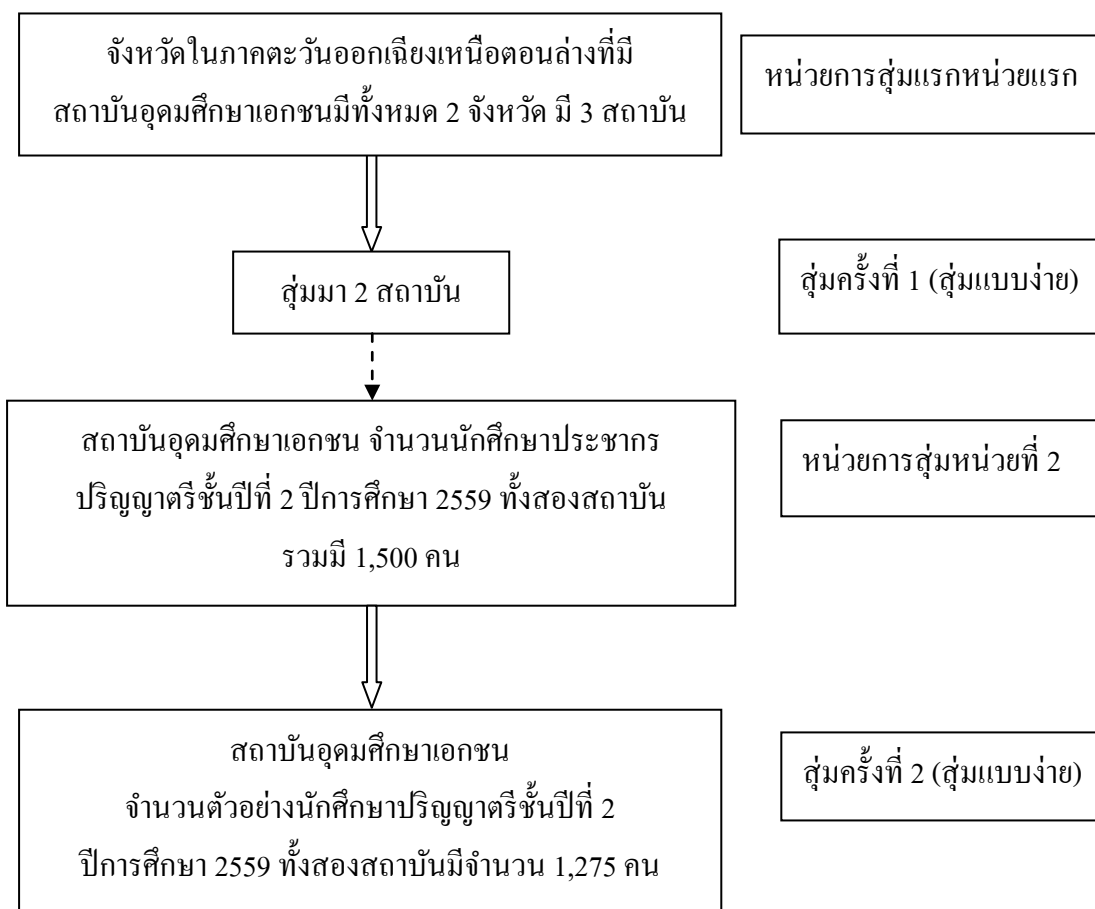 จังหวัดในภาคตะวันออกเฉียงเหนือตอนล่างที่มี
สถาบันอุดมศึกษาเอกชนมีทั้งหมด 2 จังหวัด มี 3 สถาบัน
หน่วยการสุ่มแรกหน่วยแรก
สุ่มมา 2 สถาบัน
สุ่มครั้งที่ 1 (สุ่มแบบง่าย)
สถาบันอุดมศึกษาเอกชน จำนวนนักศึกษาประชากร
ปริญญาตรีชั้นปีที่ 2 ปีการศึกษา 2559 ทั้งสองสถาบัน
รวมมี 1,500 คน
หน่วยการสุ่มหน่วยที่ 2
สถาบันอุดมศึกษาเอกชน
จำนวนตัวอย่างนักศึกษาปริญญาตรีชั้นปีที่ 2
ปีการศึกษา 2559 ทั้งสองสถาบันมีจำนวน 1,275 คน
สุ่มครั้งที่ 2 (สุ่มแบบง่าย)